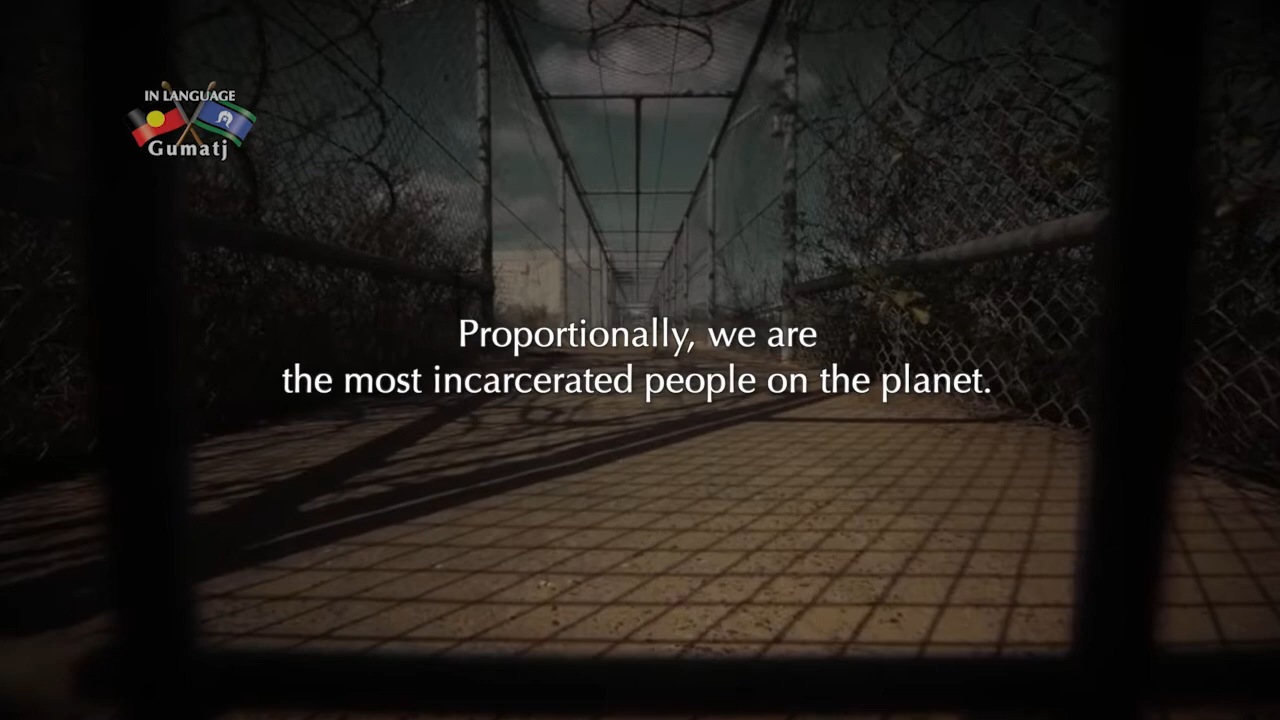 IN LANGUAGE
Gumatj
Proportionally, we are
the most incarcerated people on the planet.